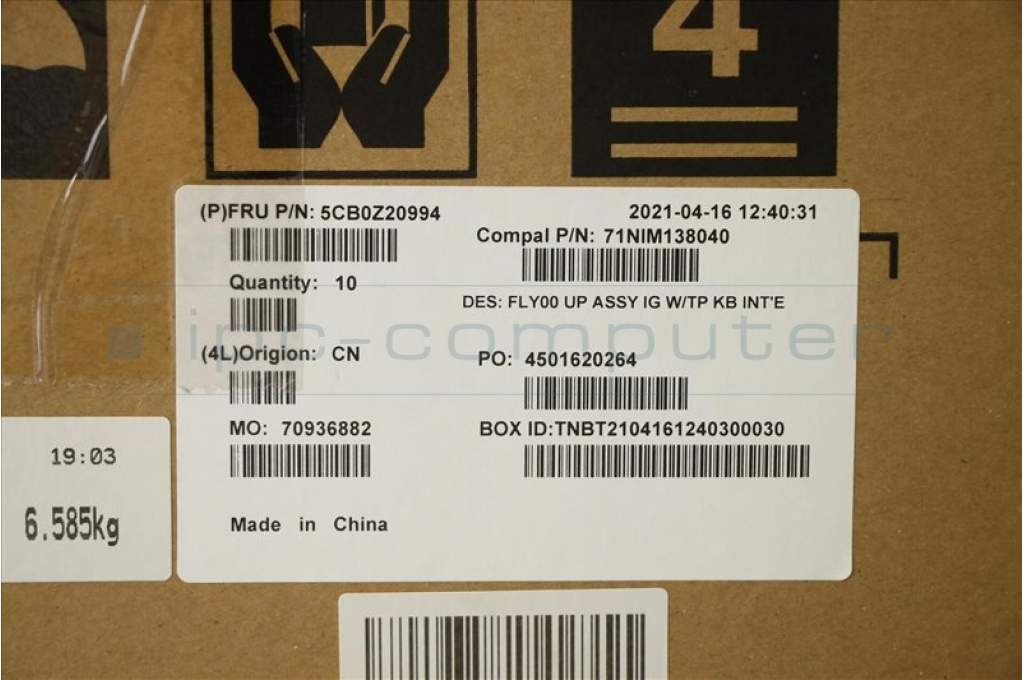 4
(P)FRU P/N: 5CB0Z20994
2021-04-16 12:40:31
Compal P/N: 71NIM138040
Quantity: 10
DES: FLY00 UP ASSY IG W/TP KB INT'E
ipc-computer
(4L)Origion: CN
PO: 4501620264
MO: 70936882
BOX ID:TNBT2104161240300030
19:03
6.585kg
Made in China